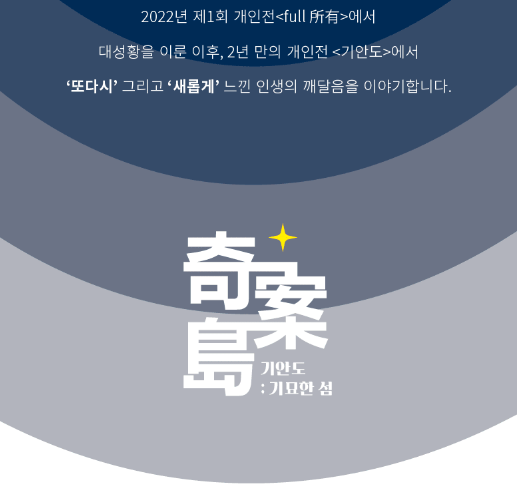 2022년 제1회 개인전<full 所有>에서
대성황을 이룬 이후, 2년 만의 개인전 <기안도>에서
‘또다시’ 그리고 ‘새롭게’ 느낀 인생의 깨달음을 이야기합니다.
奇案島
기안도
: 기묘한 섬